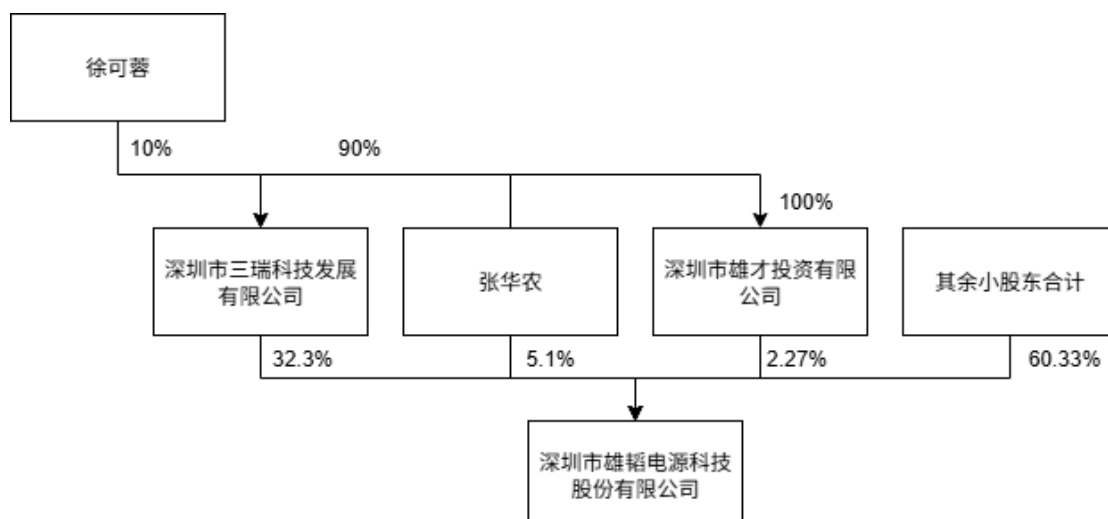 徐可蓉
10%
90%
100%
深圳市三瑞科技发展
有限公司
张华农
深圳市雄才投资有限
公司
其余小股东合计
32.3%
5.1%
2.27%
60.33%
深圳市雄韬电源科技
股份有限公司